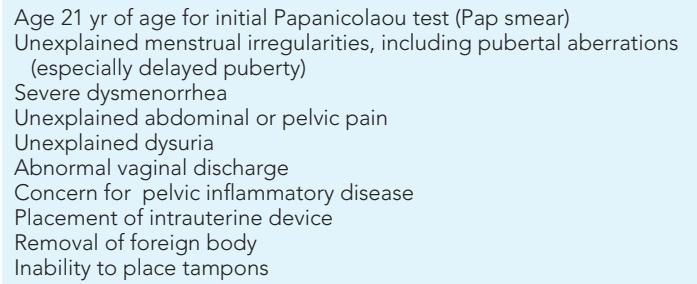 Age 21 yr of age for initial Papanicolaou test (Pap smear)
Unexplained menstrual irregularities, including pubertal aberrations
(especially delayed puberty)
Severe dysmenorrhea
Unexplained abdominal or pelvic pain
Unexplained dysuria
Abnormal vaginal discharge
Concern for pelvic inflammatory disease
Placement of intrauterine device
Removal of foreign body
Inability to place tampons